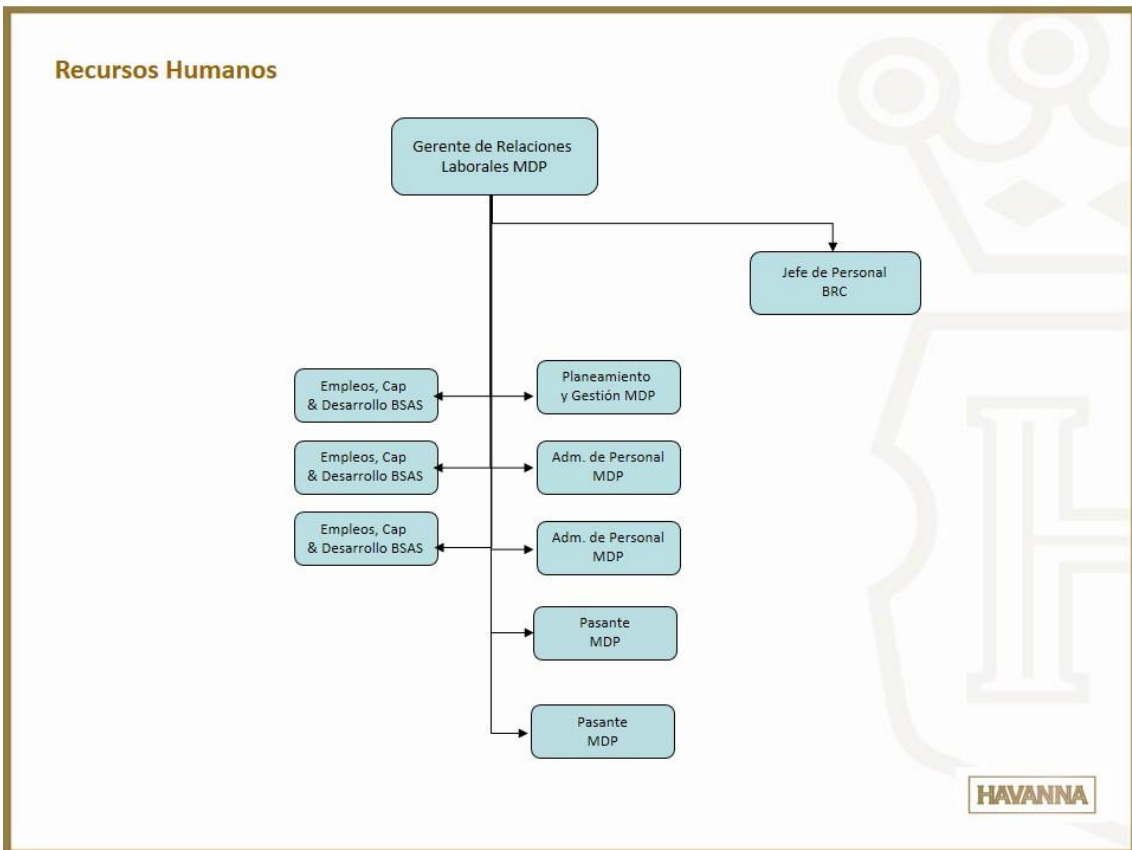 Recursos Humanos
Gerente de Relaciones
Laborales MDP
Jefe de Personal
BRC
Empleos, Cap
& Desarrollo BSAS
Planeamiento
y Gestión MDP
Empleos, Cap
& Desarrollo BSAS
Adm. de Personal
MDP
Empleos, Cap
& Desarrollo BSAS
Adm. de Personal
MDP
Pasante
MDP
Pasante
MDP
HAVANNA